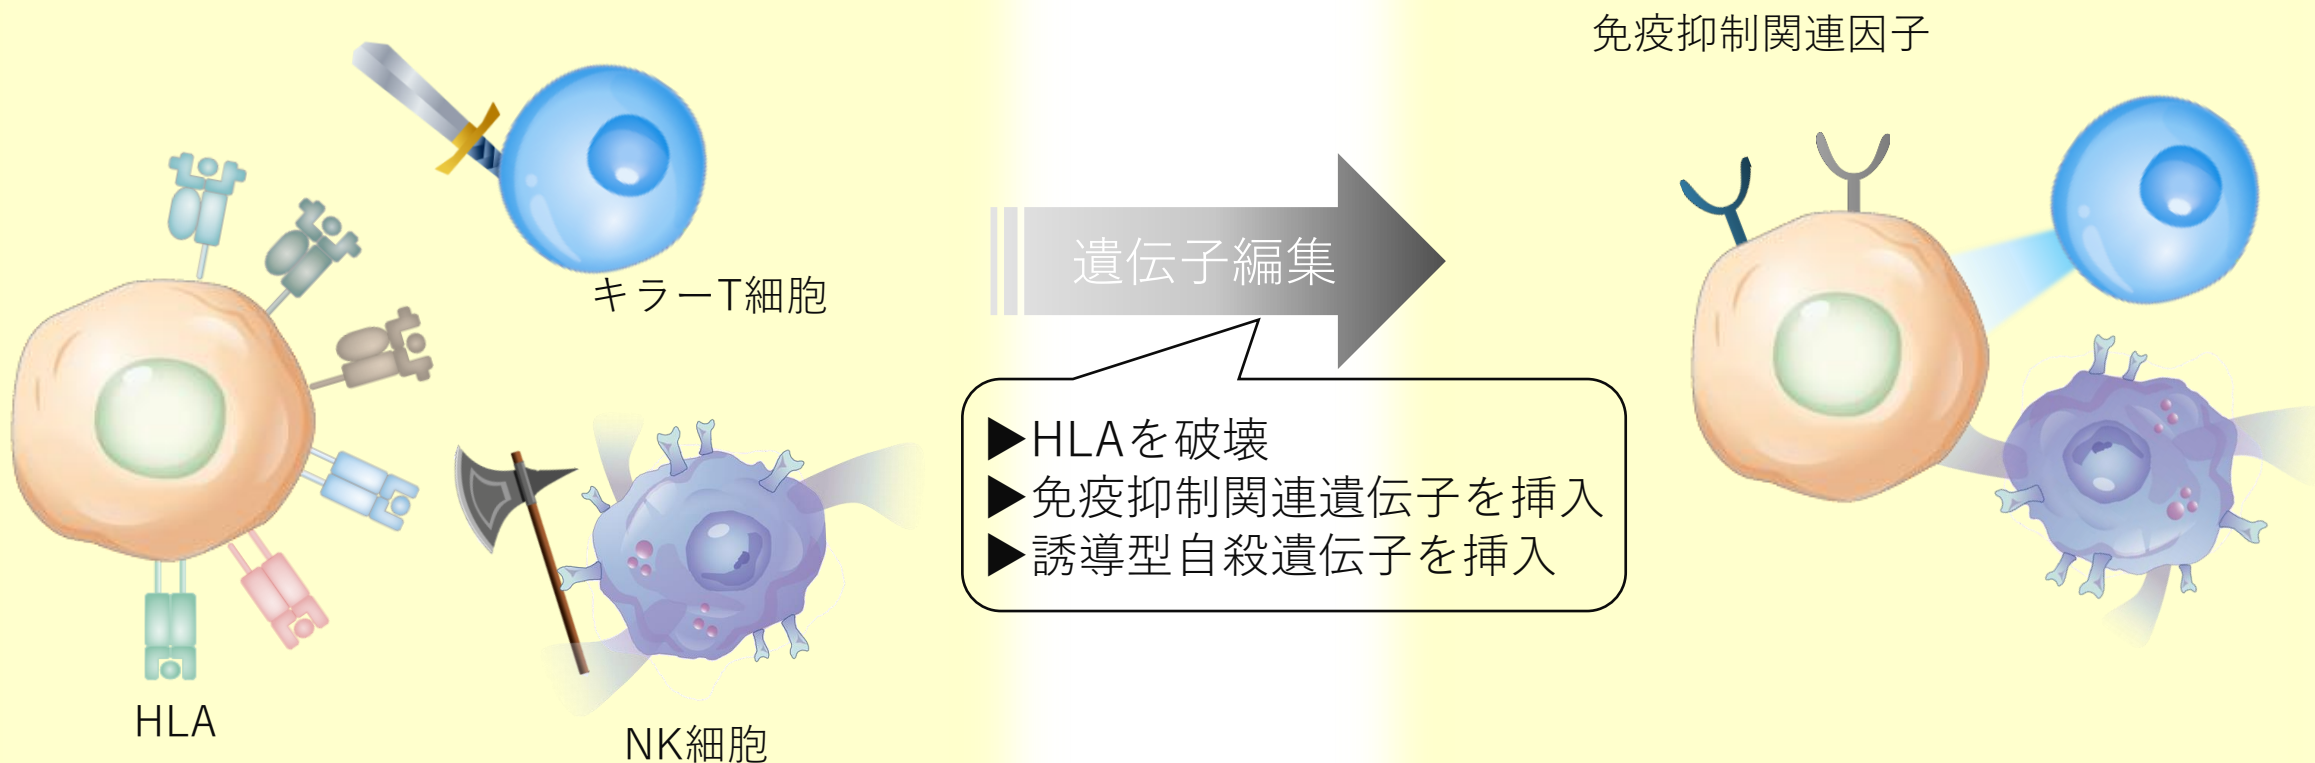 免疫抑制関連因子
キラーT細胞
遺伝子編集
▶HLAを破壊
▶免疫抑制関連遺伝子を挿入
▶誘導型自殺遺伝子を挿入
HLA
NK細胞